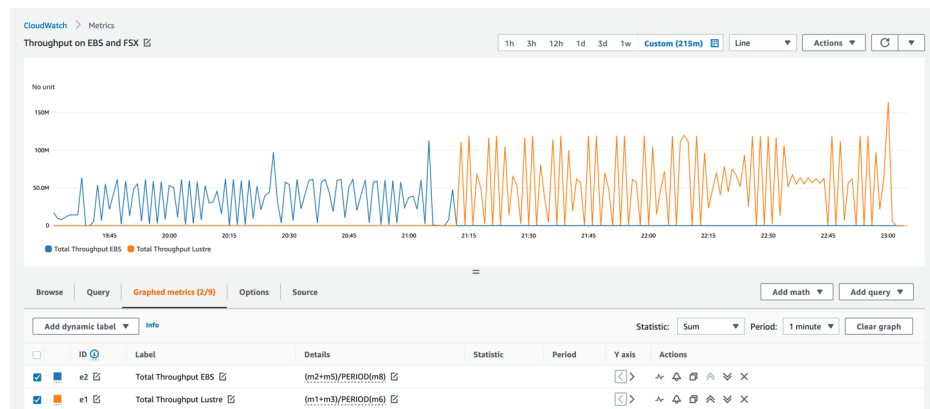 CloudWatch > Metrics
Throughput on EBS and FSX
1h 3h 12h 1d 3d 1w Custom (215m) Line Actions
No unit
150M
100M
50.0M
0
19:45 20:00 20:15 20:30 20:45 21:00 21:15 21:30 21:45 22:00 22:15 22:30 22:45 23:00
Total Throughput EBS Total Throughput Lustre
Browse Query Graphed metrics (2/9) Options Source Add math Add query
Add dynamic label Info Statistic: Sum Period: 1 minute Clear graph
ID Label Details Statistic Period Y axis Actions
e2 Total Throughput EBS (m2+m5)/PERIOD(m8)
e1 Total Throughput Lustre (m1+m3)/PERIOD(m6)